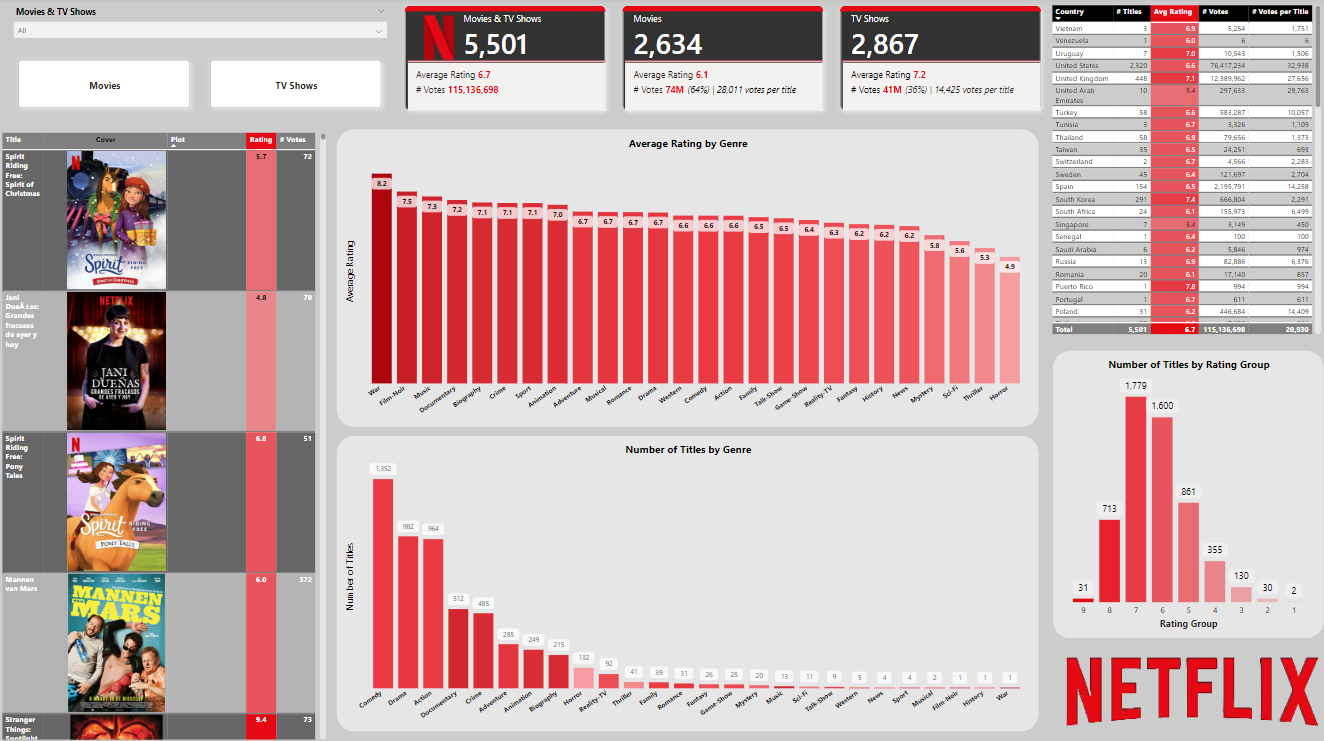 Movies & TV Shows
All
Movies
TV Shows
Movies & TV Shows
5,501
Average Rating 6.7
# Votes 115,136,698
Movies
2,634
Average Rating 6.1
# Votes 74M (64%) | 28,011 votes per title
TV Shows
2,867
Average Rating 7.2
# Votes 41M (36%) | 14,425 votes per title
Country # Titles Avg Rating # Votes # Votes per Title
Vietnam 3 6.9 5,254 1,751
Venezuela 1 6.0 6 6
Uruguay 7 7.0 10,543 1,506
United States 2,320 6.6 76,417,234 32,938
United Kingdom 448 7.1 12,389,962 27,656
United Arab Emirates 10 5.4 297,633 29,763
Turkey 58 6.6 583,287 10,057
Tunisia 3 6.7 3,326 1,109
Thailand 58 6.9 79,656 1,373
Taiwan 35 6.5 24,251 693
Switzerland 2 6.7 4,566 2,283
Sweden 45 6.4 121,697 2,704
Spain 154 6.5 2,195,791 14,258
South Korea 291 7.4 666,804 2,291
South Africa 24 6.1 155,973 6,499
Singapore 7 5.4 3,149 450
Senegal 1 6.4 100 100
Saudi Arabia 6 6.2 5,846 974
Russia 13 6.9 82,886 6,376
Romania 20 6.1 17,140 857
Puerto Rico 1 7.8 994 994
Portugal 1 6.7 611 611
Poland 31 6.2 446,684 14,409
Total 5,501 6.7 115,136,698 20,930
Title Cover Plot Rating # Votes
Spirit
Riding
Free:
Spirit of
Christmas
5.7 72
Spirit RIDING FREE
SPIRIT OF CHRISTMAS
Jani
DueÃ±as:
Grandes
fracasos
de ayer y
hoy
4.8 78
NETFLIX
JANI
DUEÑAS
GRANDES FRACASOS
DE AYER Y HOY
Spirit
Riding
Free:
Pony
Tales
6.8 51
Spirit RIDING FREE
PONY TALES
Mannen
van Mars
6.0 372
MANNEN
MARS
Stranger
Things:
Spotlight
9.4 73
Average Rating by Genre
Average Rating
8.2 7.5 7.3 7.2 7.1 7.1 7.1 7.0 6.7 6.7 6.7 6.7 6.6 6.6 6.6 6.5 6.5 6.4 6.3 6.2 6.2 6.2 5.8 5.6 5.3 4.9
War Film-Noir Music Documentary Biography Crime Sport Animation Adventure Musical Romance Drama Western Comedy Action Family Talk-Show Game-Show Reality-TV Fantasy History News Mystery Sci-Fi Thriller Horror
Number of Titles by Genre
Number of Titles
1,352 982 964 512 485 285 249 215 132 92 41 39 31 26 25 20 13 11 9 5 4 4 2 1 1 1
Comedy Drama Action Documentary Crime Adventure Animation Biography Horror Reality-TV Thriller Family Romance Fantasy Game-Show Mystery Music Sci-Fi Talk-Show Western News Sport Musical Film-Noir History War
Number of Titles by Rating Group
31 713 1,779 1,600 861 355 130 30 2
9 8 7 6 5 4 3 2 1
Rating Group
NETFLIX